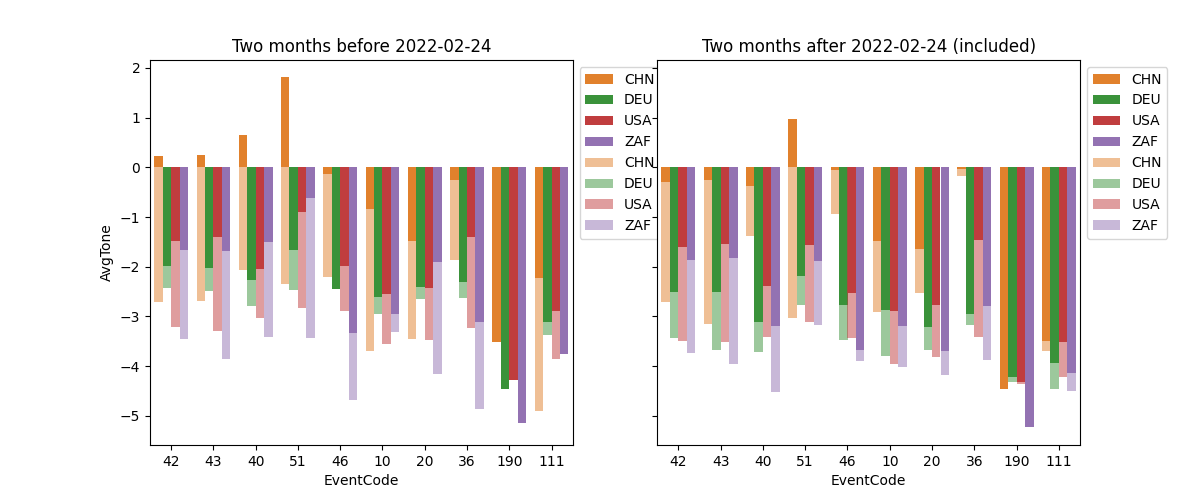 Two months before 2022-02-24
AvgTone
2
1
0
−1
−2
−3
−4
−5
42 43 40 51 46 10 20 36 190 111
EventCode
CHN
DEU
USA
ZAF
CHN
DEU
USA
ZAF
Two months after 2022-02-24 (included)
42 43 40 51 46 10 20 36 190 111
EventCode
CHN
DEU
USA
ZAF
CHN
DEU
USA
ZAF